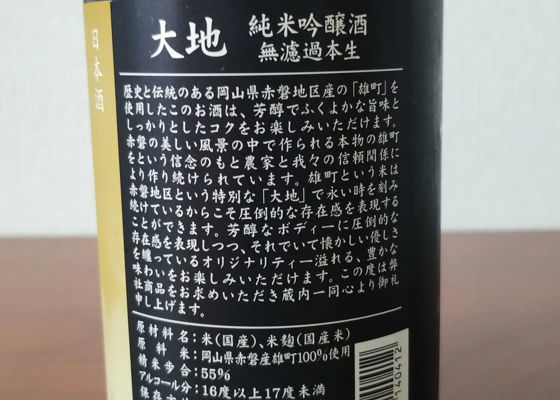 日本酒
大地 純米吟醸酒
無濾過本生
歴史と伝統のある岡山県赤磐地区産の「雄町」を
使用したこのお酒は、芳醇でふくよかな旨味と
しっかりとしたコクをお楽しみいただけます。
赤磐の美しい風景の中で作られる本物の雄町
をという信念のもと農家と我々の信頼関係に
より作り続けられています。雄町という米は
赤磐地区という特別な「大地」で永い時を刻み
続けているからこそ圧倒的な存在感を表現する
ことができます。芳醇なボディーに圧倒的な
存在感を表現しつつ、それでいて懐かしい優しさ
を纏っているオリジナリティー溢れる、豊かな
味わいをお楽しみいただけます。この度は弊
社商品をお求めいただき蔵内一同心より御礼
申し上げます。
原材料名:米(国産)、米麹(国産米)
原料米:岡山県赤磐産雄町100%使用
精米歩合:55%
アルコール分:16度以上17度未満
保存方法
140412